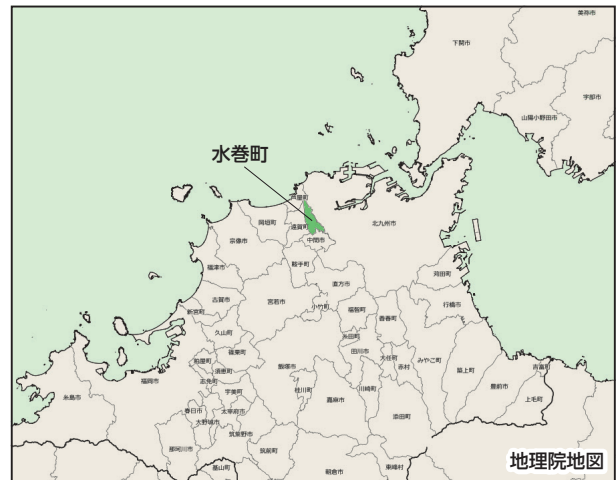 美祢市
下関市
宇部市
山陽小野田市
水巻町
芦屋町
北九州市
岡垣町
遠賀町
中間市
宗像市
鞍手町
苅田町
福津市
直方市
宮若市
行橋市
古賀市
小竹町
福智町
香春町
新宮町
久山町
糸田町
みやこ町
吉富町
篠栗町
田川市
大任町
赤村
築上町
粕屋町
飯塚市
豊前市
福岡市
須恵町
志免町
桂川町
川崎町
上毛町
糸島市
宇美町
嘉麻市
添田町
春日市
太宰府市
大野城市
筑紫野市
那珂川市
筑前町
基山町
朝倉市
東峰村
地理院地図